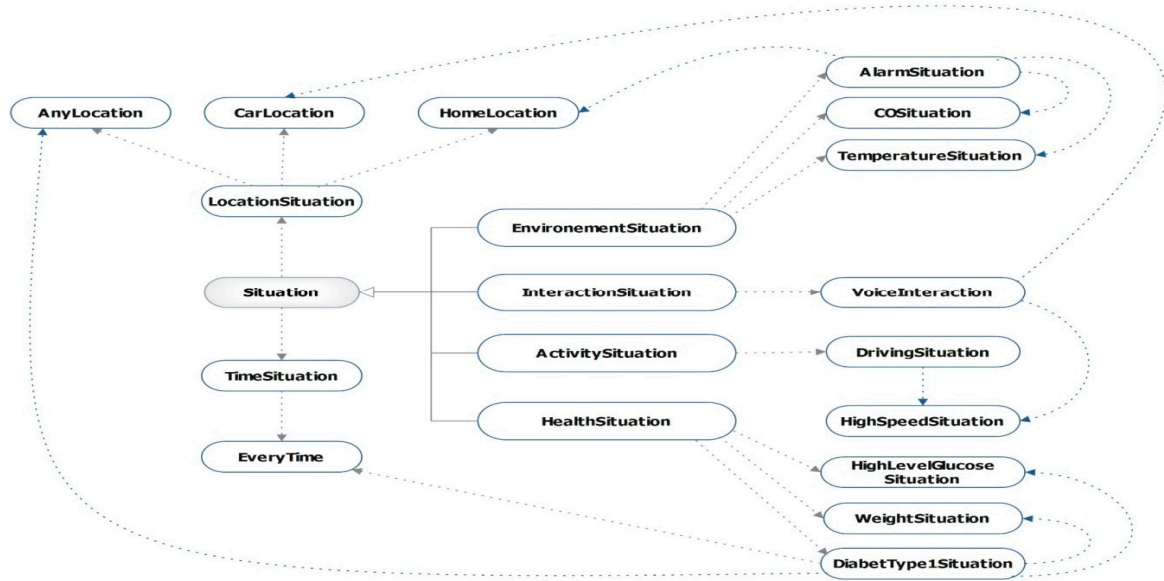 AlarmSituation
AnyLocation
CarLocation
HomeLocation
COSituation
TemperatureSituation
LocationSituation
EnvironementSituation
Situation
InteractionSituation
VoiceInteraction
ActivitySituation
DrivingSituation
TimeSituation
HealthSituation
HighSpeedSituation
EveryTime
HighLevelGlucose
Situation
WeightSituation
DiabetType1Situation